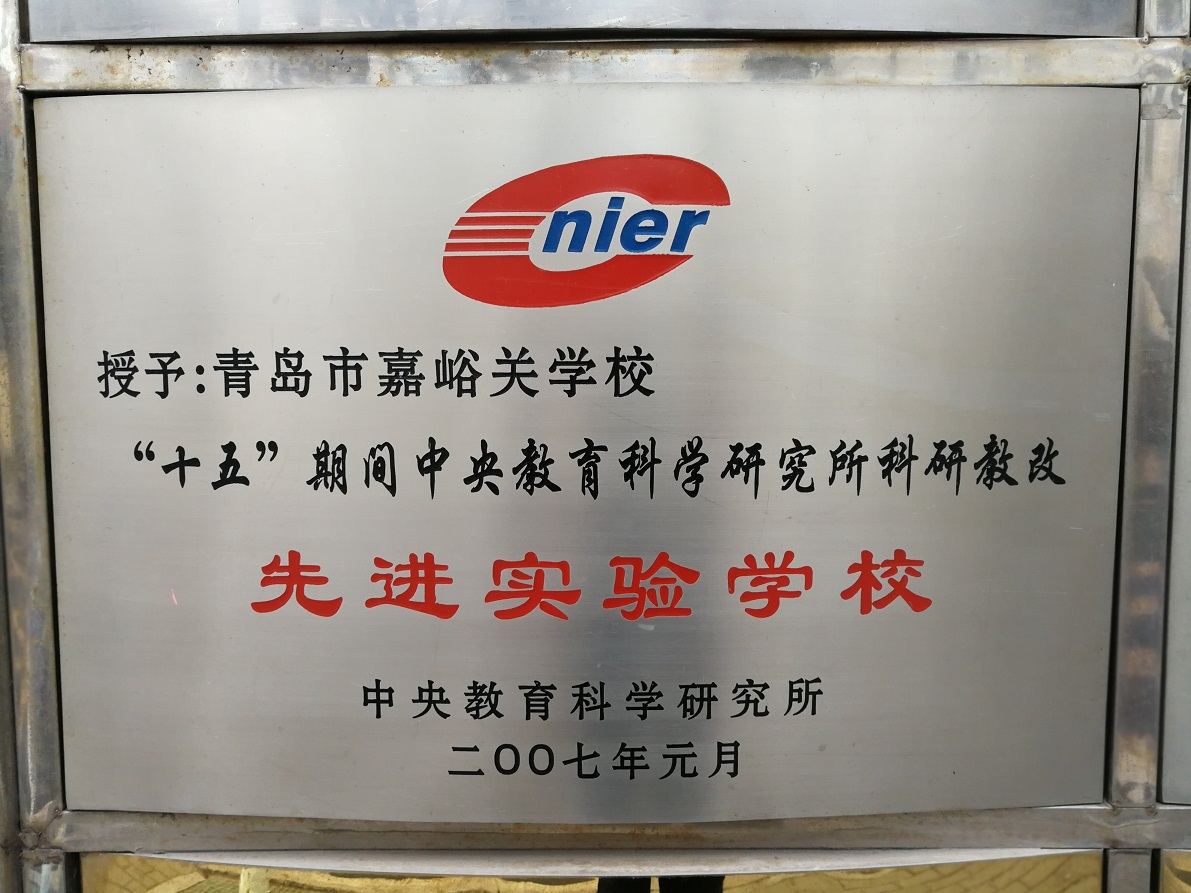 Cnier
授予:青岛市嘉峪关学校
“十五”期间中央教育科学研究所科研教改
先进实验学校
中央教育科学研究所
二〇〇七年元月